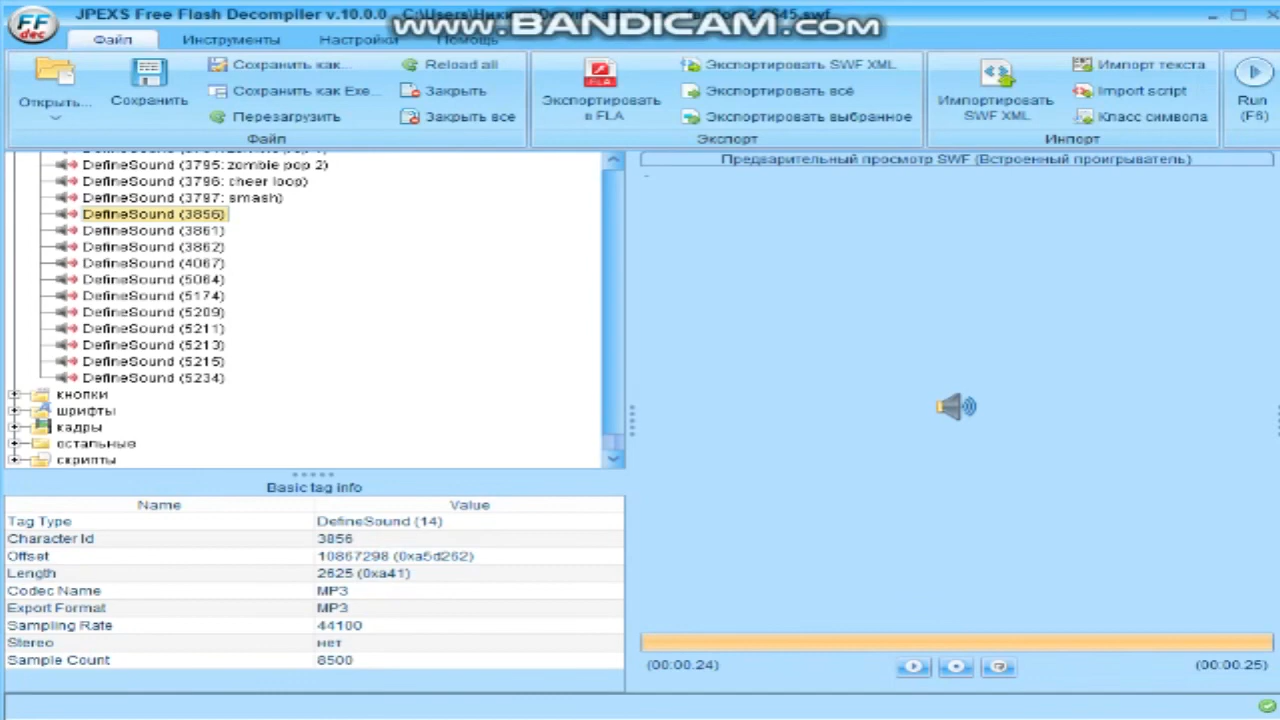 JPEXS Free Flash Decompiler v.10.0.0 - C:\Users\
www.BANDICAM.com
Файл Инструменты Настройки Помощь
Открыть...
Сохранить
Сохранить как...
Сохранить как Exe...
Перезагрузить
Reload all
Закрыть
Закрыть все
Файл
Экспортировать в FLA
Экспортировать SWF XML
Экспортировать всё
Экспортировать выбранное
Экспорт
Импортировать SWF XML
Импорт текста
Import script
Класс символа
Импорт
Run (F6)
DefineSound (3795: zombie pop 2)
DefineSound (3796: cheer loop)
DefineSound (3797: smash)
DefineSound (3856)
DefineSound (3861)
DefineSound (3862)
DefineSound (4067)
DefineSound (5064)
DefineSound (5174)
DefineSound (5209)
DefineSound (5211)
DefineSound (5213)
DefineSound (5215)
DefineSound (5234)
кнопки
шрифты
кадры
остальные
скрипты
Basic tag info
Name Value
Tag Type DefineSound (14)
Character Id 3856
Offset 10867298 (0xa5d262)
Length 2625 (0xa41)
Codec Name MP3
Export Format MP3
Sampling Rate 44100
Stereo нет
Sample Count 8500
Предварительный просмотр SWF (Встроенный проигрыватель)
(00:00.24) (00:00.25)